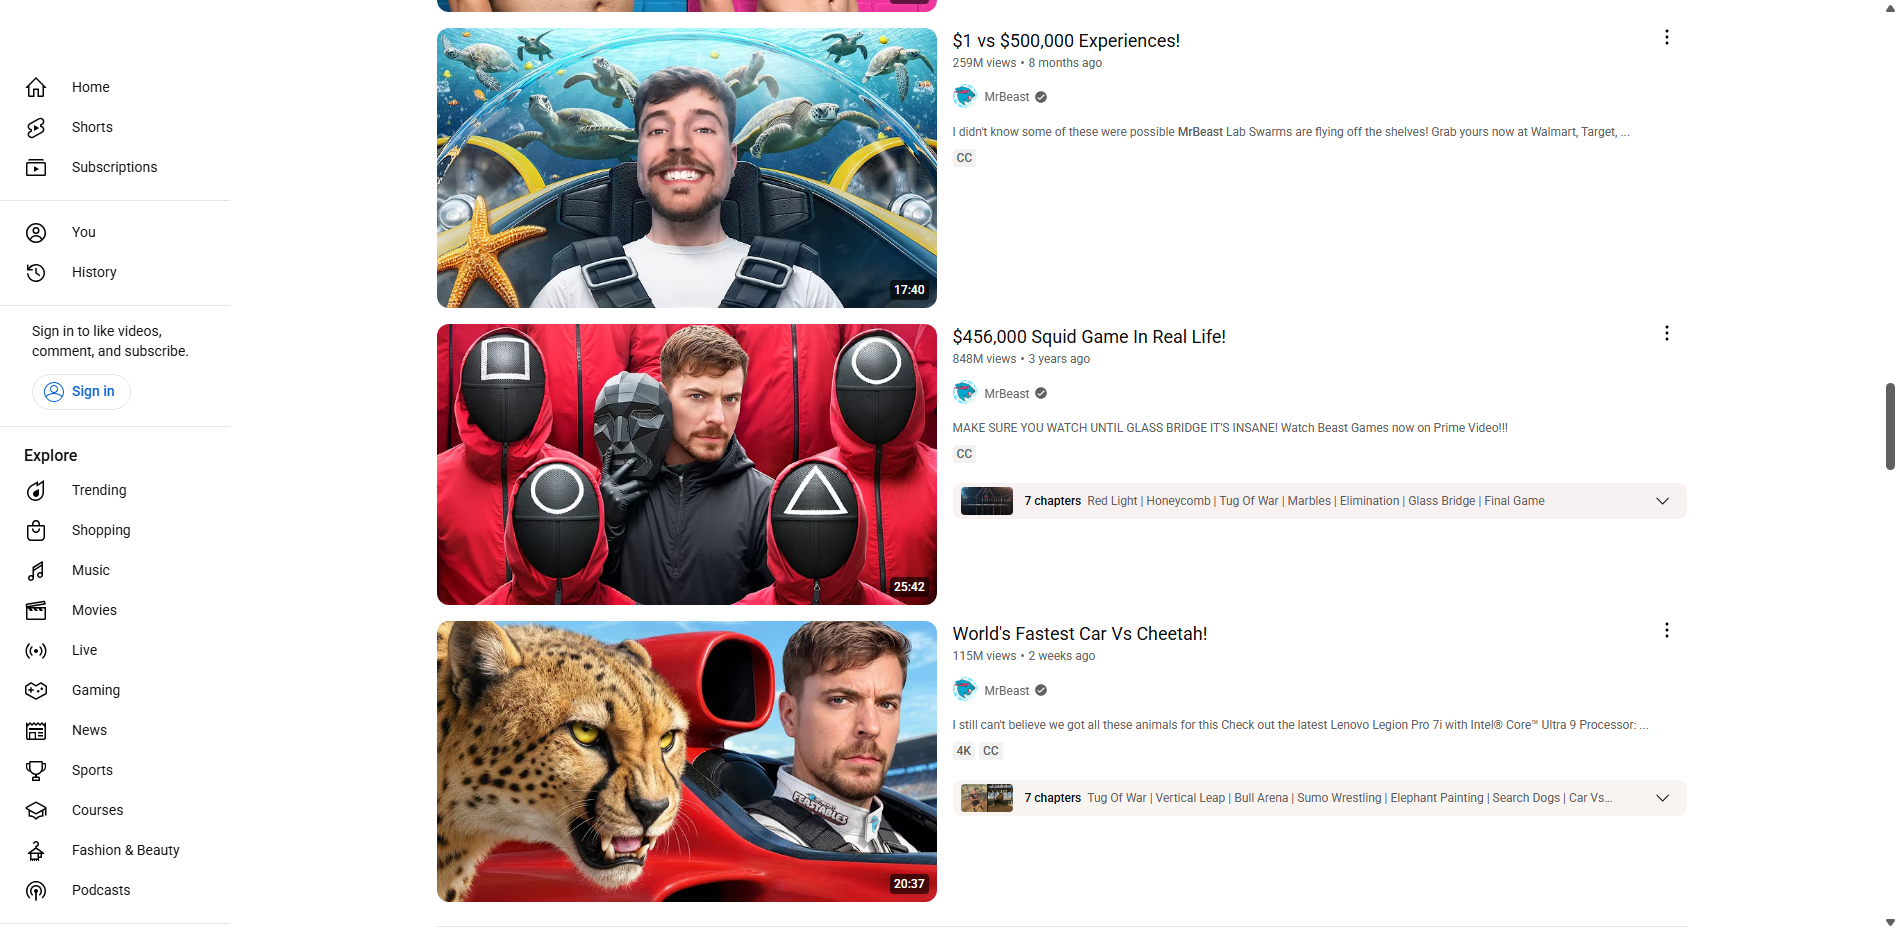 Home
Shorts
Subscriptions
You
History
Sign in to like videos,
comment, and subscribe.
Sign in
Explore
Trending
Shopping
Music
Movies
Live
Gaming
News
Sports
Courses
Fashion & Beauty
Podcasts
17:40
$1 vs $500,000 Experiences!
259M views • 8 months ago
MrBeast
I didn't know some of these were possible MrBeast Lab Swarms are flying off the shelves! Grab yours now at Walmart, Target, ...
CC
25:42
$456,000 Squid Game In Real Life!
848M views • 3 years ago
MrBeast
MAKE SURE YOU WATCH UNTIL GLASS BRIDGE IT'S INSANE! Watch Beast Games now on Prime Video!!!
CC
7 chapters Red Light | Honeycomb | Tug Of War | Marbles | Elimination | Glass Bridge | Final Game
FEASTABLES
20:37
World's Fastest Car Vs Cheetah!
115M views • 2 weeks ago
MrBeast
I still can't believe we got all these animals for this Check out the latest Lenovo Legion Pro 7i with Intel® Core™ Ultra 9 Processor: ...
4K CC
7 chapters Tug Of War | Vertical Leap | Bull Arena | Sumo Wrestling | Elephant Painting | Search Dogs | Car Vs...